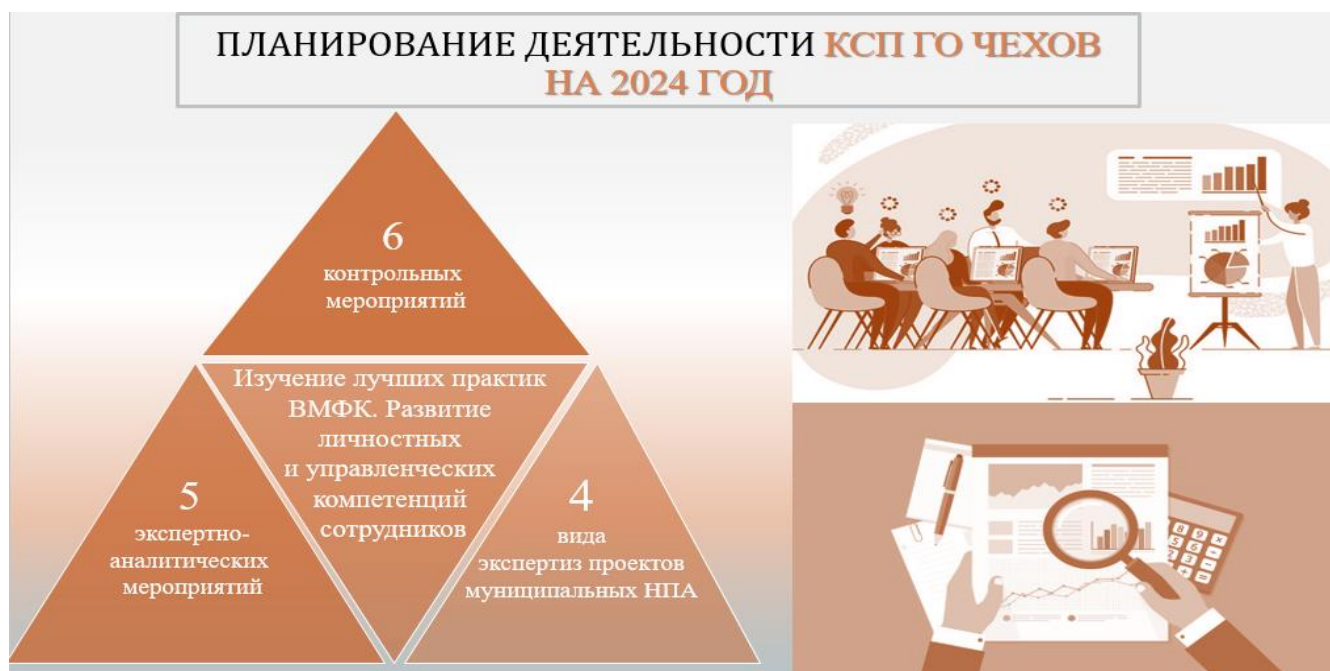 ПЛАНИРОВАНИЕ ДЕЯТЕЛЬНОСТИ КСП ГО ЧЕХОВ
НА 2024 ГОД
6
контрольных
мероприятий
Изучение лучших практик
ВМФК. Развитие
личностных
и управленческих
компетенций
сотрудников
5
экспертно-
аналитических
мероприятий
4
вида
экспертиз проектов
муниципальных НПА